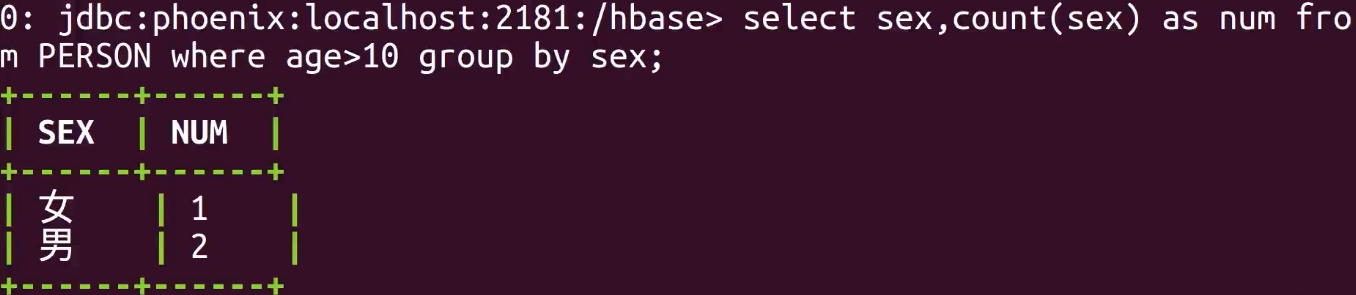 0: jdbc:phoenix:localhost:2181:/hbase> select sex,count(sex) as num fro
m PERSON where age>10 group by sex;
+------+------+
| SEX  | NUM  |
+------+------+
| 女    | 1    |
| 男    | 2    |
+------+------+